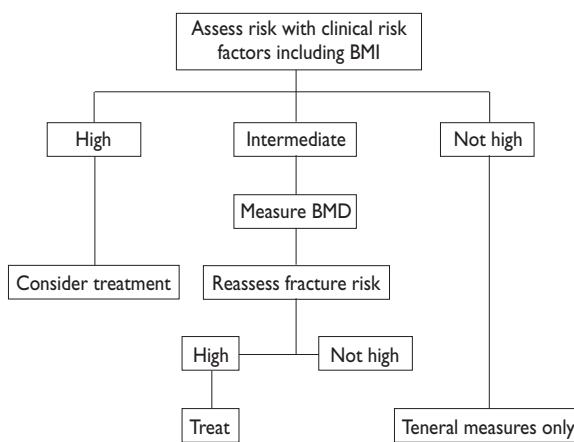 Assess risk with clinical risk
factors including BMI
High
Intermediate
Not high
Measure BMD
Consider treatment
Reassess fracture risk
High
Not high
Treat
Teneral measures only